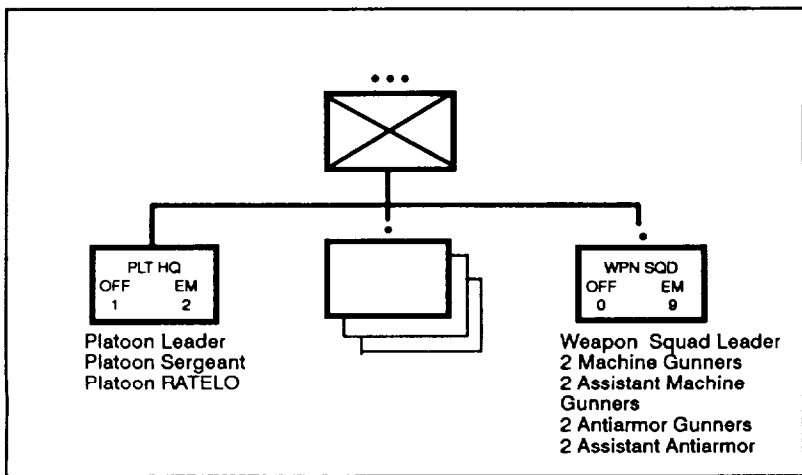 PLT HQ
OFF EM
1 2
Platoon Leader
Platoon Sergeant
Platoon RATELO
WPN SQD
OFF EM
0 9
Weapon Squad Leader
2 Machine Gunners
2 Assistant Machine
Gunners
2 Antiarmor Gunners
2 Assistant Antiarmor